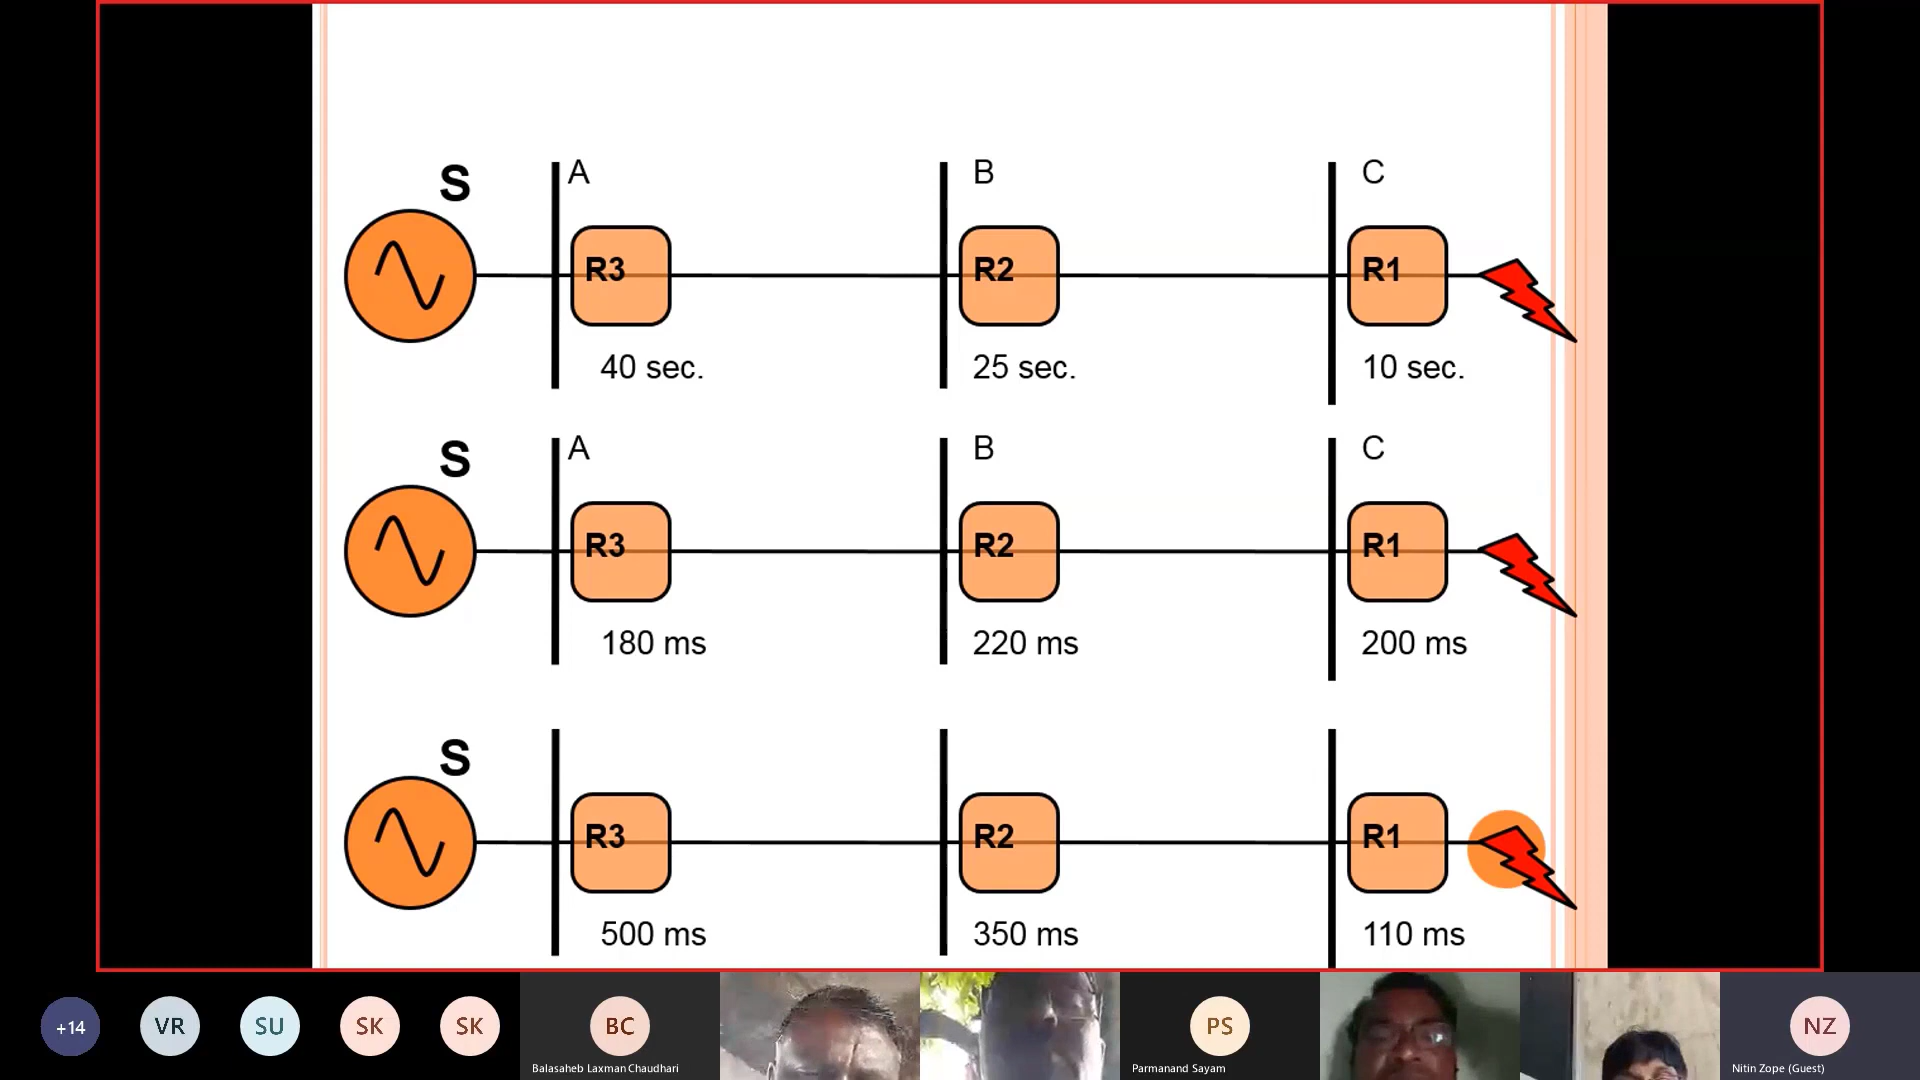 S A B C
R3 R2 R1
40 sec. 25 sec. 10 sec.
S A B C
R3 R2 R1
180 ms 220 ms 200 ms
S
R3 R2 R1
500 ms 350 ms 110 ms
+14 VR SU SK SK BC PS NZ
Balasaheb Laxman Chaudhari Parmanand Sayam Nitin Zope (Guest)